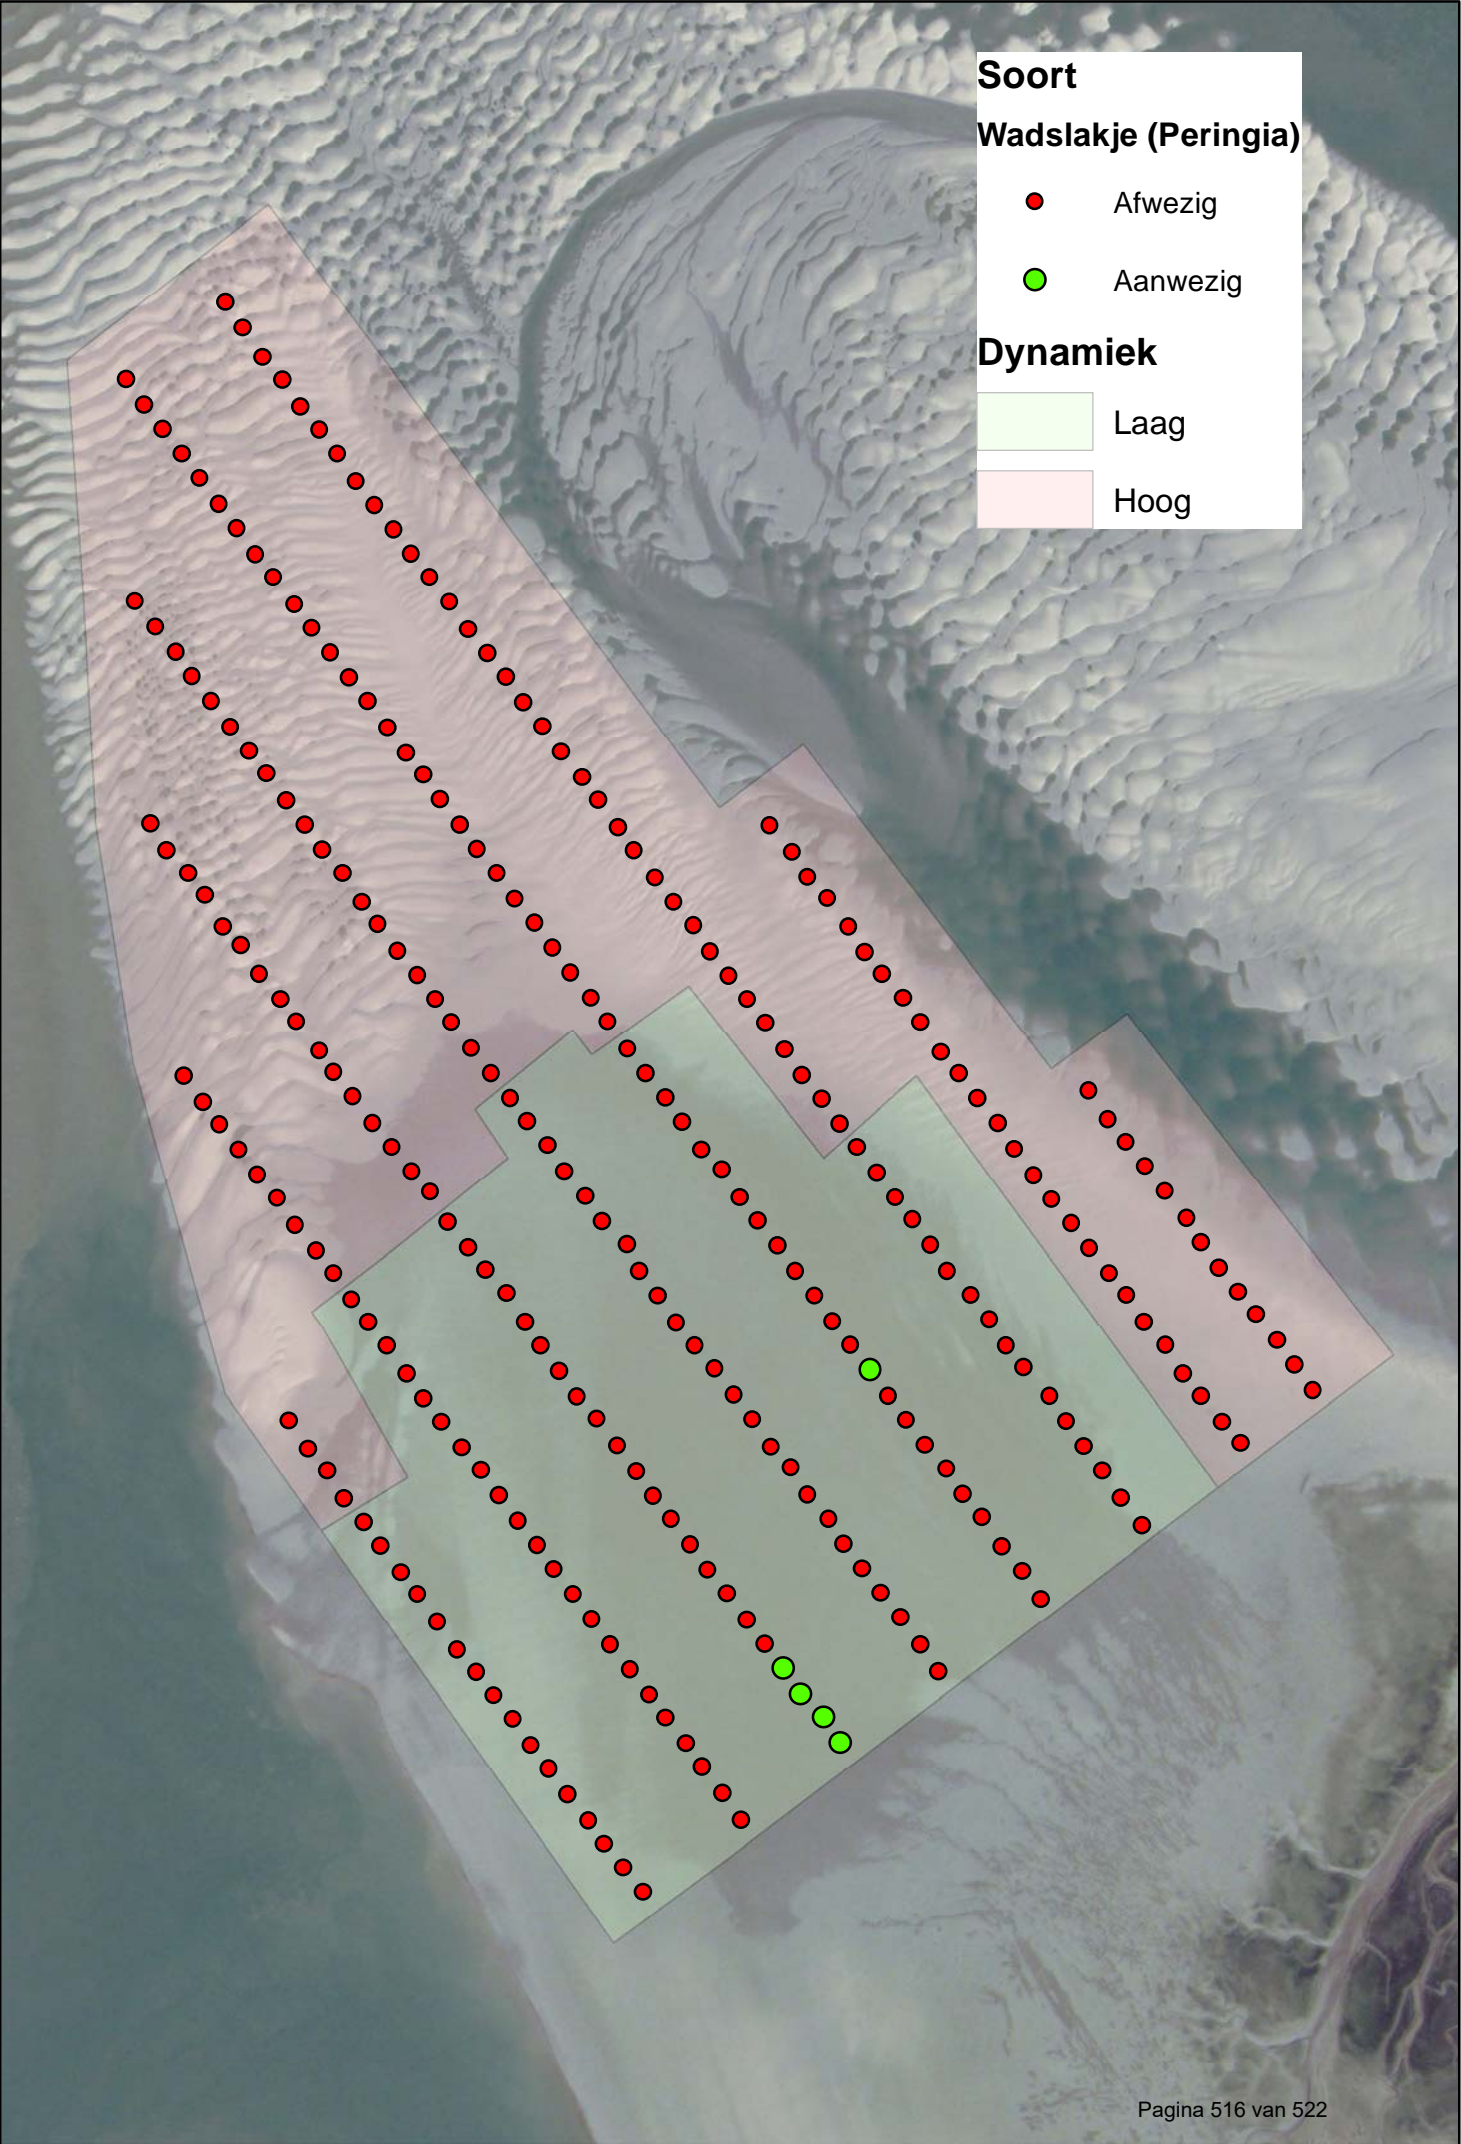 Soort
Wadslakje (Peringia)
Afwezig
Aanwezig
Dynamiek
Laag
Hoog
Pagina 516 van 522